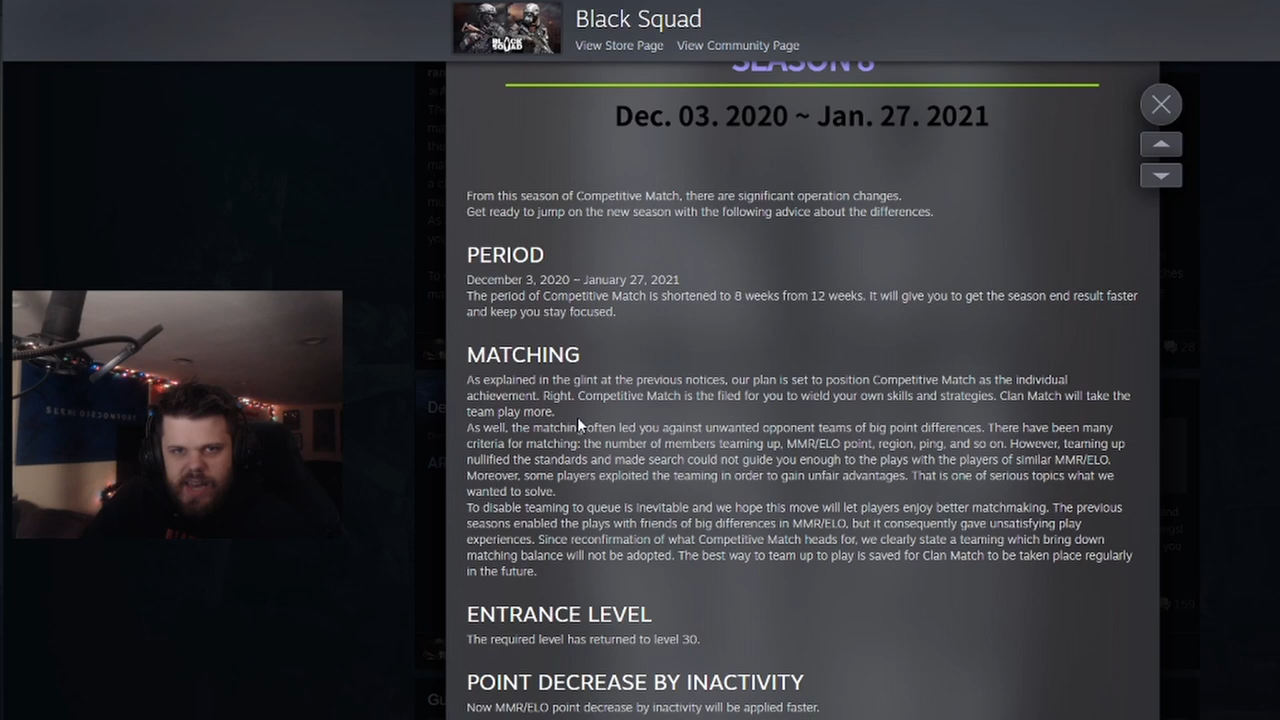 Black Squad
View Store Page View Community Page
SEASON 8
Dec. 03. 2020 ~ Jan. 27. 2021
From this season of Competitive Match, there are significant operation changes.
Get ready to jump on the new season with the following advice about the differences.
PERIOD
December 3, 2020 ~ January 27, 2021
The period of Competitive Match is shortened to 8 weeks from 12 weeks. It will give you to get the season end result faster
and keep you stay focused.
MATCHING
As explained in the glint at the previous notices, our plan is set to position Competitive Match as the individual
achievement. Right. Competitive Match is the filed for you to wield your own skills and strategies. Clan Match will take the
team play more.
As well, the matching often led you against unwanted opponent teams of big point differences. There have been many
criteria for matching: the number of members teaming up, MMR/ELO point, region, ping, and so on. However, teaming up
nullified the standards and made search could not guide you enough to the plays with the players of similar MMR/ELO.
Moreover, some players exploited the teaming in order to gain unfair advantages. That is one of serious topics what we
wanted to solve.
To disable teaming to queue is inevitable and we hope this move will let players enjoy better matchmaking. The previous
seasons enabled the plays with friends of big differences in MMR/ELO, but it consequently gave unsatisfying play
experiences. Since reconfirmation of what Competitive Match heads for, we clearly state a teaming which bring down
matching balance will not be adopted. The best way to team up to play is saved for Clan Match to be taken place regularly
in the future.
ENTRANCE LEVEL
The required level has returned to level 30.
POINT DECREASE BY INACTIVITY
Now MMR/ELO point decrease by inactivity will be applied faster.